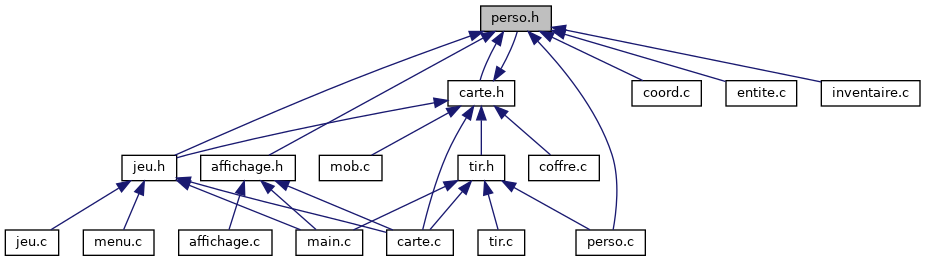 perso.h
carte.h
coord.c
entite.c
inventaire.c
jeu.h
affichage.h
mob.c
tir.h
coffre.c
jeu.c
menu.c
affichage.c
main.c
carte.c
tir.c
perso.c